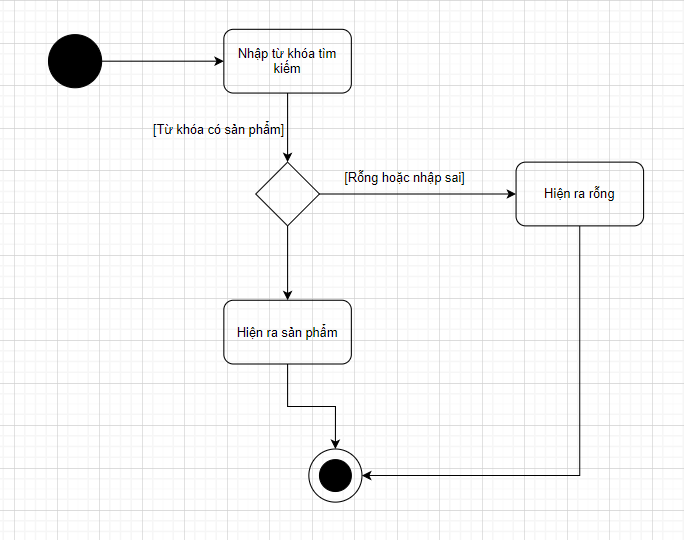 Nhập từ khóa tìm
kiếm
[Từ khóa có sản phẩm]
[Rỗng hoặc nhập sai]
Hiện ra rỗng
Hiện ra sản phẩm